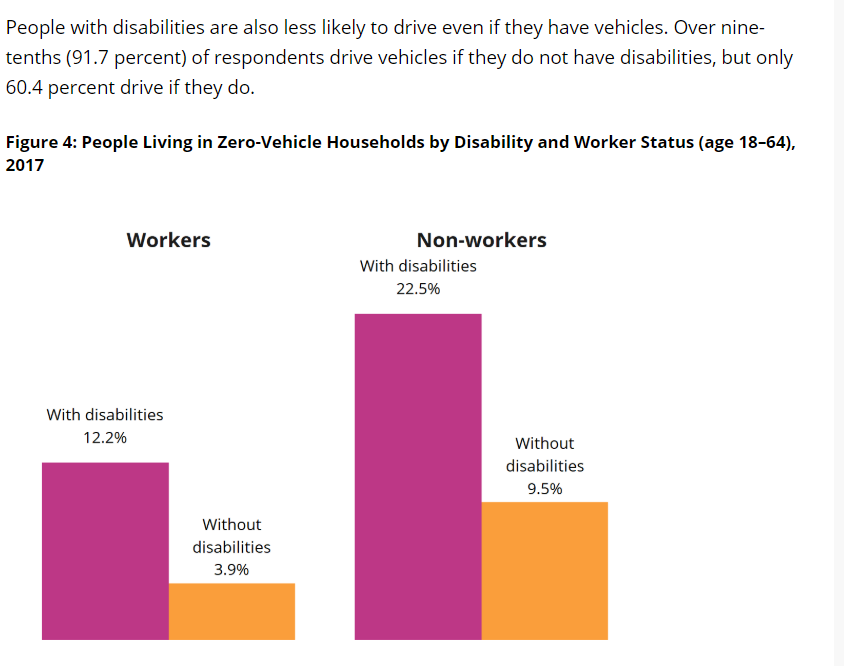 People with disabilities are also less likely to drive even if they have vehicles. Over nine-
tenths (91.7 percent) of respondents drive vehicles if they do not have disabilities, but only
60.4 percent drive if they do.
Figure 4: People Living in Zero-Vehicle Households by Disability and Worker Status (age 18–64),
2017
Workers
With disabilities
12.2%
Without
disabilities
3.9%
Non-workers
With disabilities
22.5%
Without
disabilities
9.5%